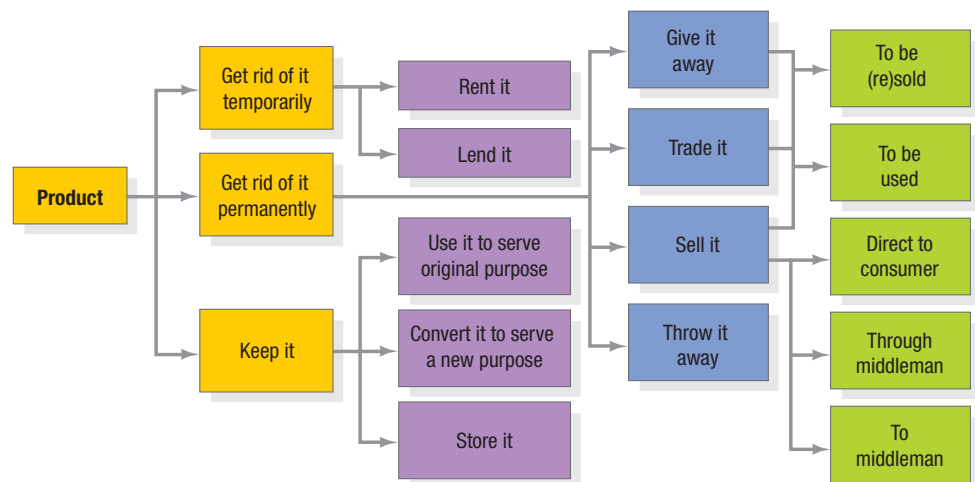 Product
Get rid of it
temporarily
Get rid of it
permanently
Keep it
Rent it
Lend it
Use it to serve
original purpose
Convert it to serve
a new purpose
Store it
Give it
away
Trade it
Sell it
Throw it
away
To be
(re)sold
To be
used
Direct to
consumer
Through
middleman
To
middleman